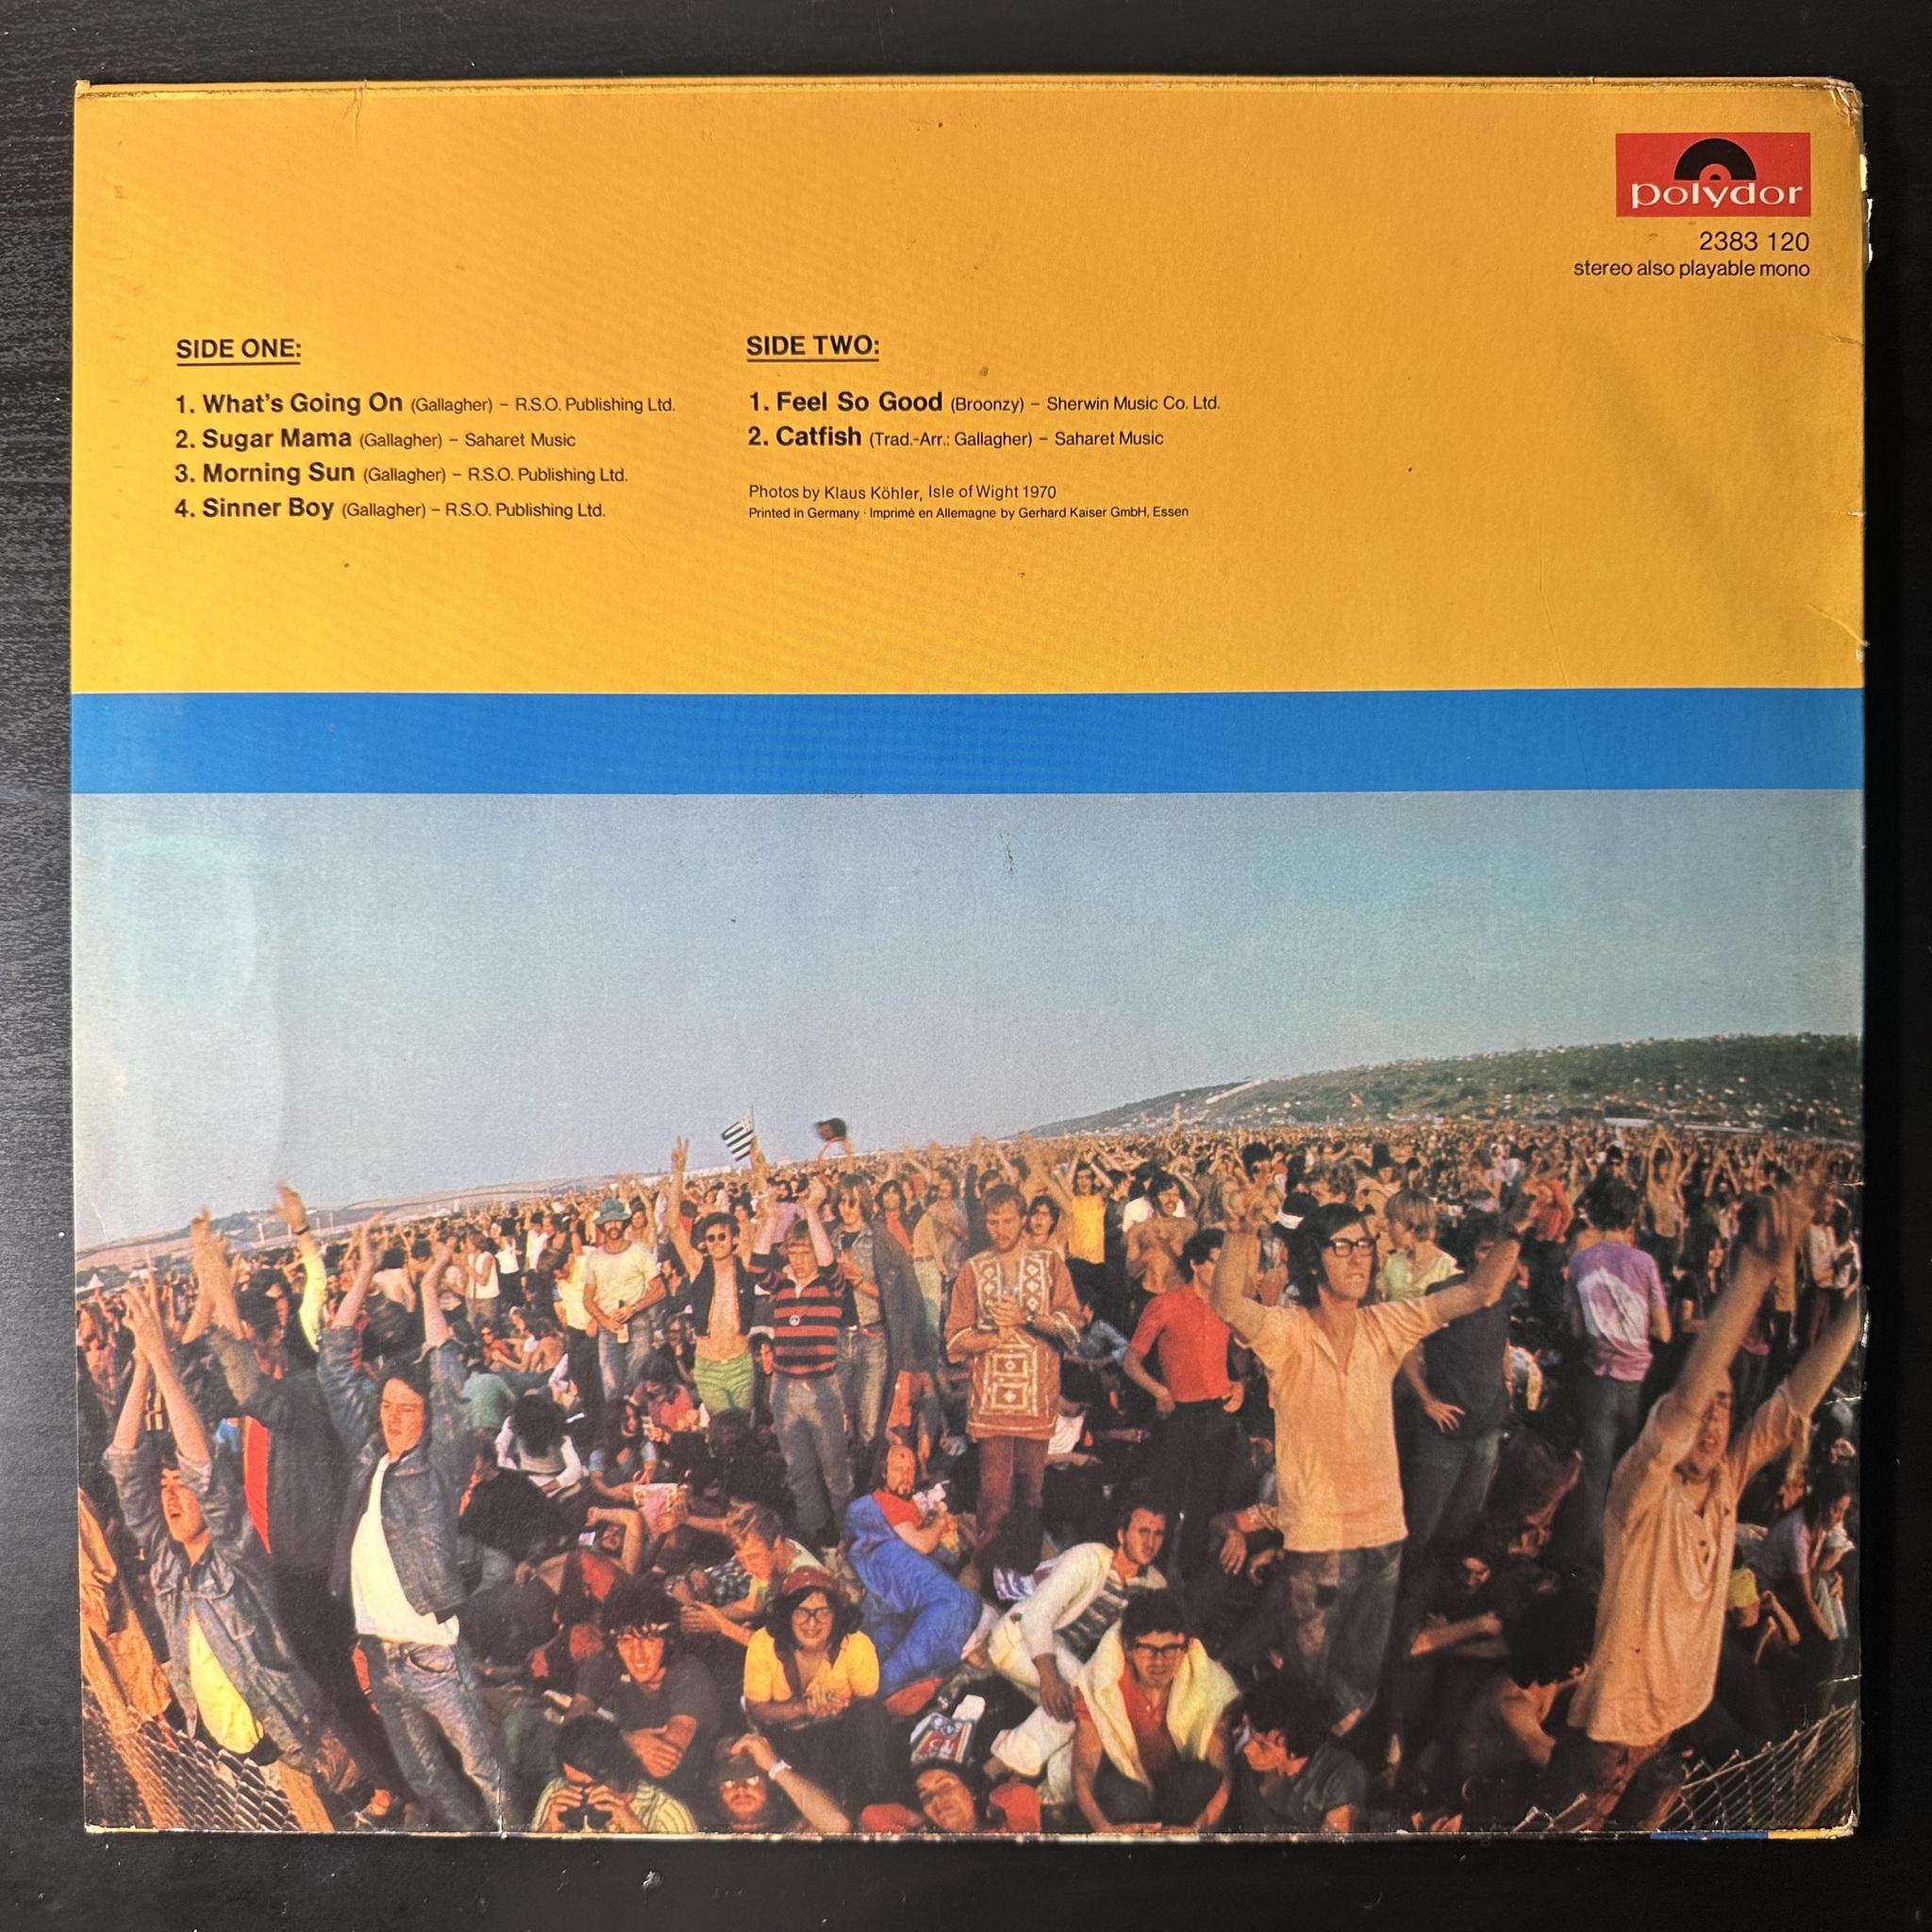 polydor
2383 120
stereo also playable mono
SIDE ONE:
1. What's Going On (Gallagher) – R.S.O. Publishing Ltd.
2. Sugar Mama (Gallagher) – Saharet Music
3. Morning Sun (Gallagher) – R.S.O. Publishing Ltd.
4. Sinner Boy (Gallagher) – R.S.O. Publishing Ltd.
SIDE TWO:
1. Feel So Good (Broonzy) – Sherwin Music Co. Ltd.
2. Catfish (Trad.-Arr.: Gallagher) – Saharet Music
Photos by Klaus Köhler, Isle of Wight 1970
Printed in Germany · Imprimé en Allemagne by Gerhard Kaiser GmbH, Essen